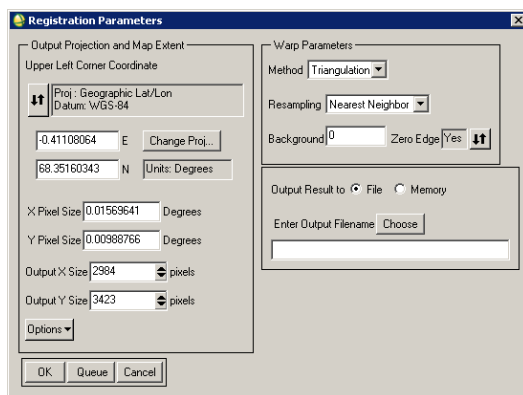 Registration Parameters
Output Projection and Map Extent
Upper Left Corner Coordinate
Proj : Geographic Lat/Lon
Datum: WGS-84
-0.41108064 E Change Proj...
68.35160343 N Units: Degrees
X Pixel Size 0.01569641 Degrees
Y Pixel Size 0.00988766 Degrees
Output X Size 2984 pixels
Output Y Size 3423 pixels
Options
OK Queue Cancel
Warp Parameters
Method Triangulation
Resampling Nearest Neighbor
Background 0 Zero Edge Yes
Output Result to File Memory
Enter Output Filename Choose